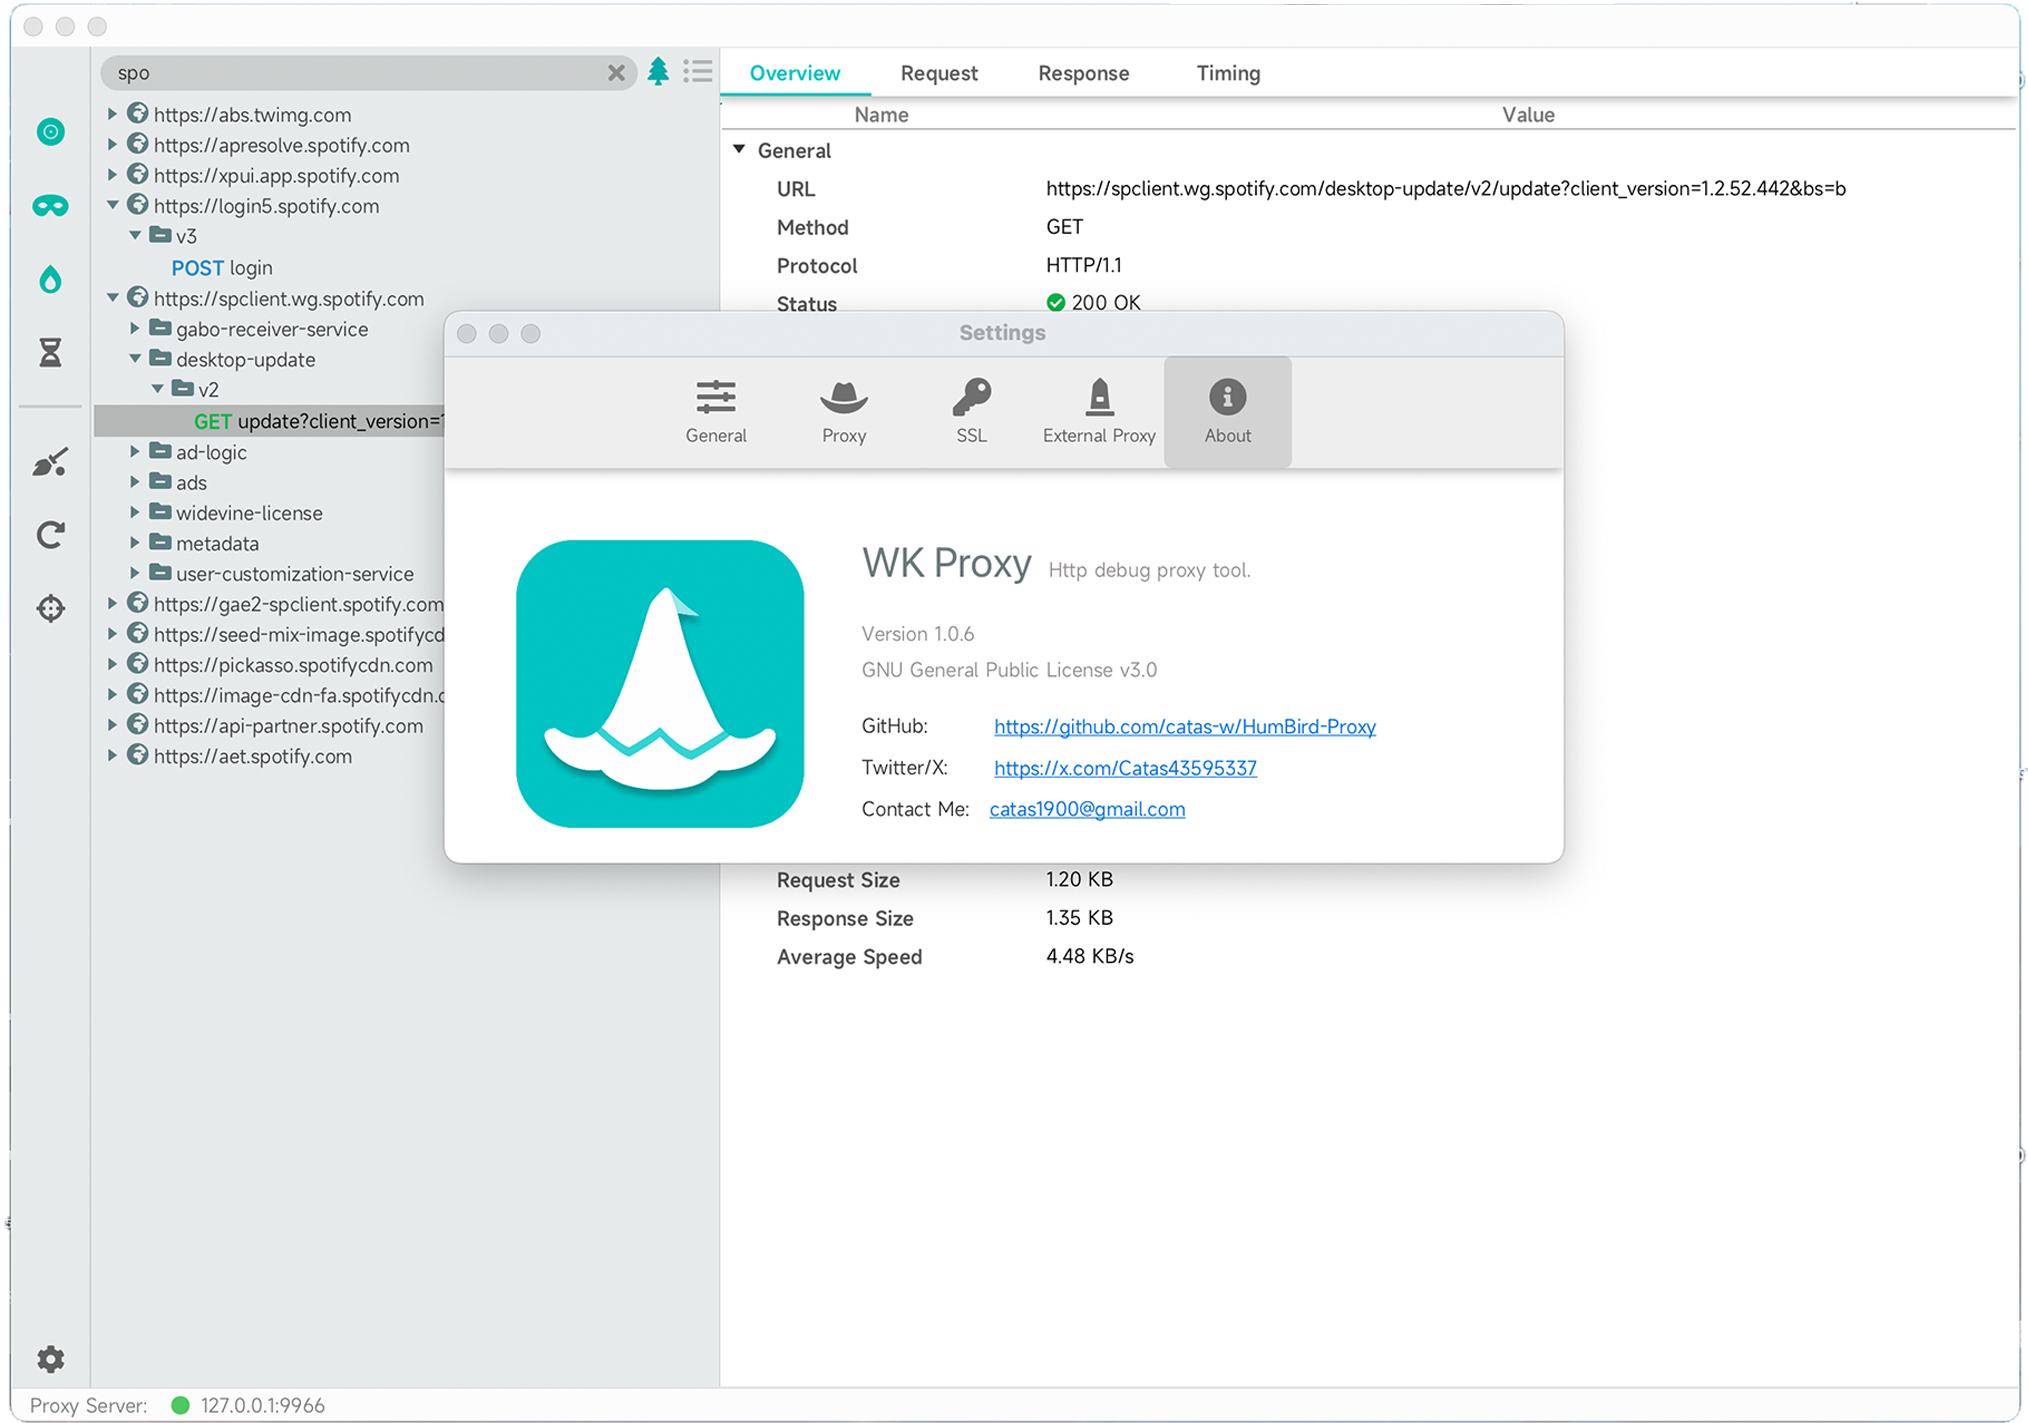 spo
https://abs.twimg.com
https://apresolve.spotify.com
https://xpui.app.spotify.com
https://login5.spotify.com
v3
POST login
https://spclient.wg.spotify.com
gabo-receiver-service
desktop-update
v2
GET update?client_version=
ad-logic
ads
widevine-license
metadata
user-customization-service
https://gae2-spclient.spotify.com
https://seed-mix-image.spotifycd
https://pickasso.spotifycdn.com
https://image-cdn-fa.spotifycdn.c
https://api-partner.spotify.com
https://aet.spotify.com
Overview Request Response Timing
Name Value
General
URL https://spclient.wg.spotify.com/desktop-update/v2/update?client_version=1.2.52.442&bs=b
Method GET
Protocol HTTP/1.1
Status 200 OK
Settings
General Proxy SSL External Proxy About
WK Proxy Http debug proxy tool.
Version 1.0.6
GNU General Public License v3.0
GitHub: https://github.com/catas-w/HumBird-Proxy
Twitter/X: https://x.com/Catas43595337
Contact Me: catas1900@gmail.com
Request Size 1.20 KB
Response Size 1.35 KB
Average Speed 4.48 KB/s
Proxy Server: 127.0.0.1:9966